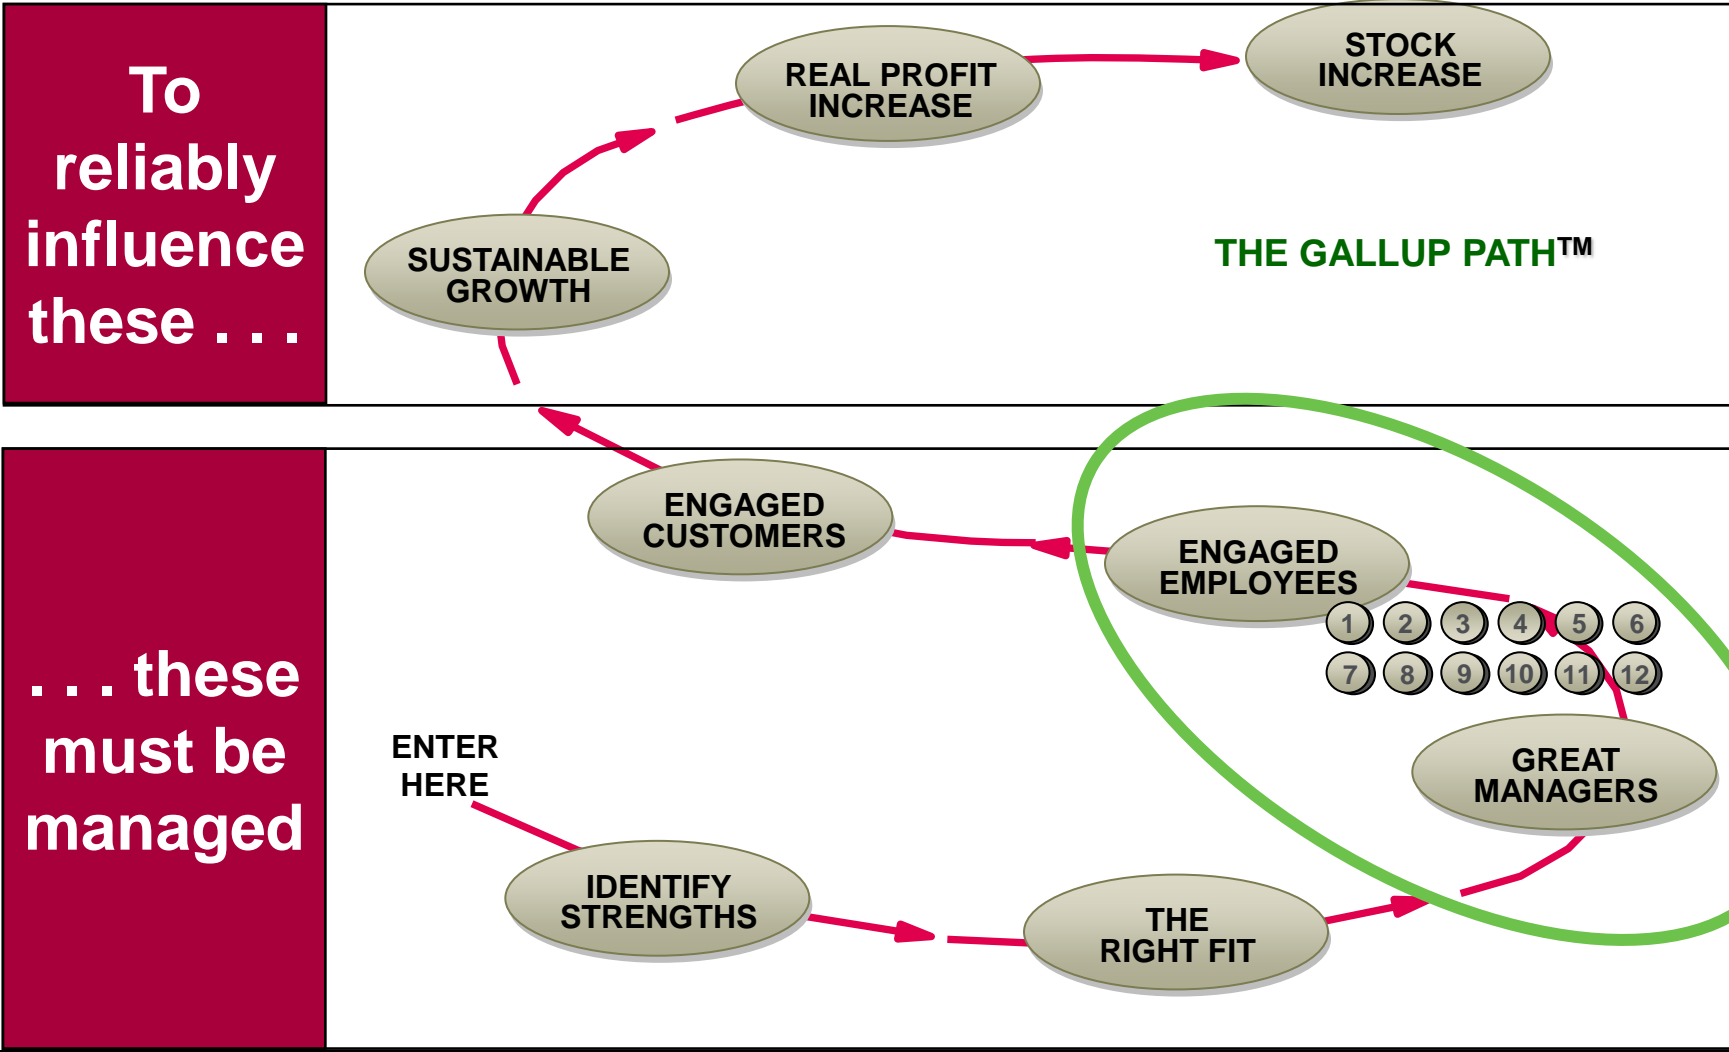 To
reliably
influence
these . . .
REAL PROFIT
INCREASE
STOCK
INCREASE
SUSTAINABLE
GROWTH
THE GALLUP PATH™
. . . these
must be
managed
ENGAGED
CUSTOMERS
ENGAGED
EMPLOYEES
1 2 3 4 5 6
7 8 9 10 11 12
GREAT
MANAGERS
ENTER
HERE
IDENTIFY
STRENGTHS
THE
RIGHT FIT